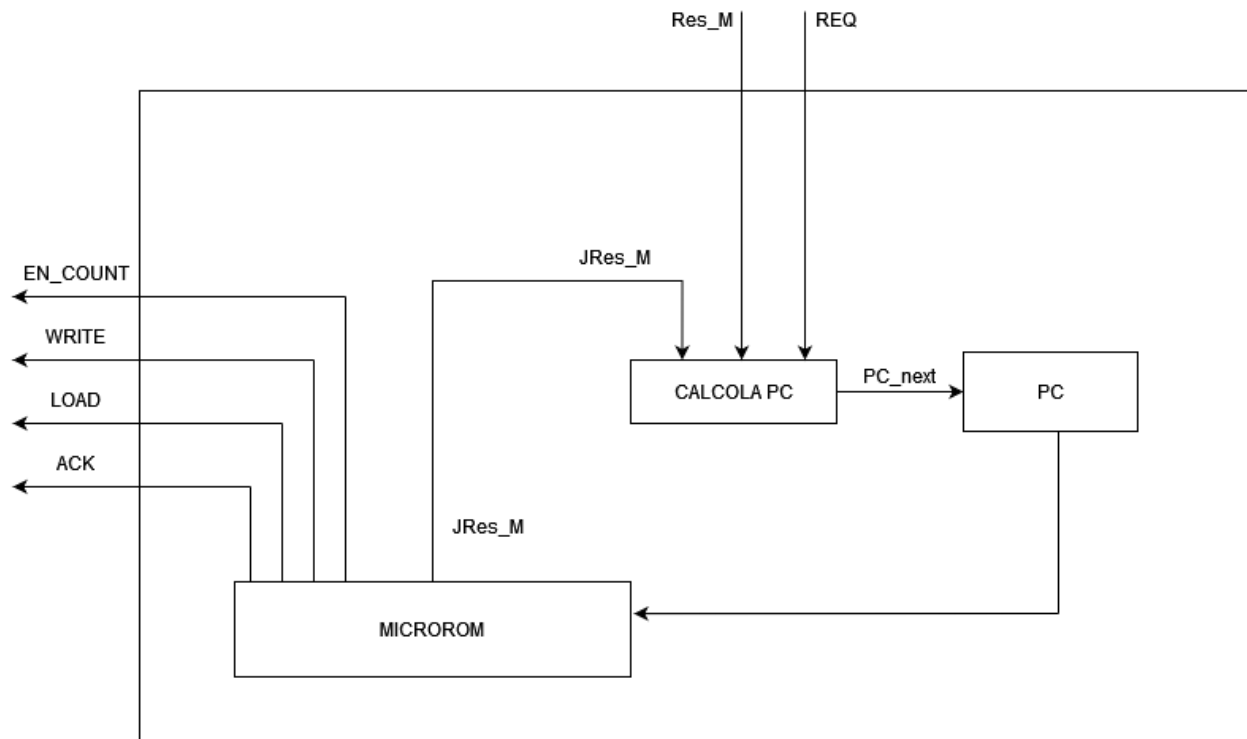 Res_M
REQ
JRes_M
EN_COUNT
WRITE
PC_next
CALCOLA PC
PC
LOAD
ACK
JRes_M
MICROROM